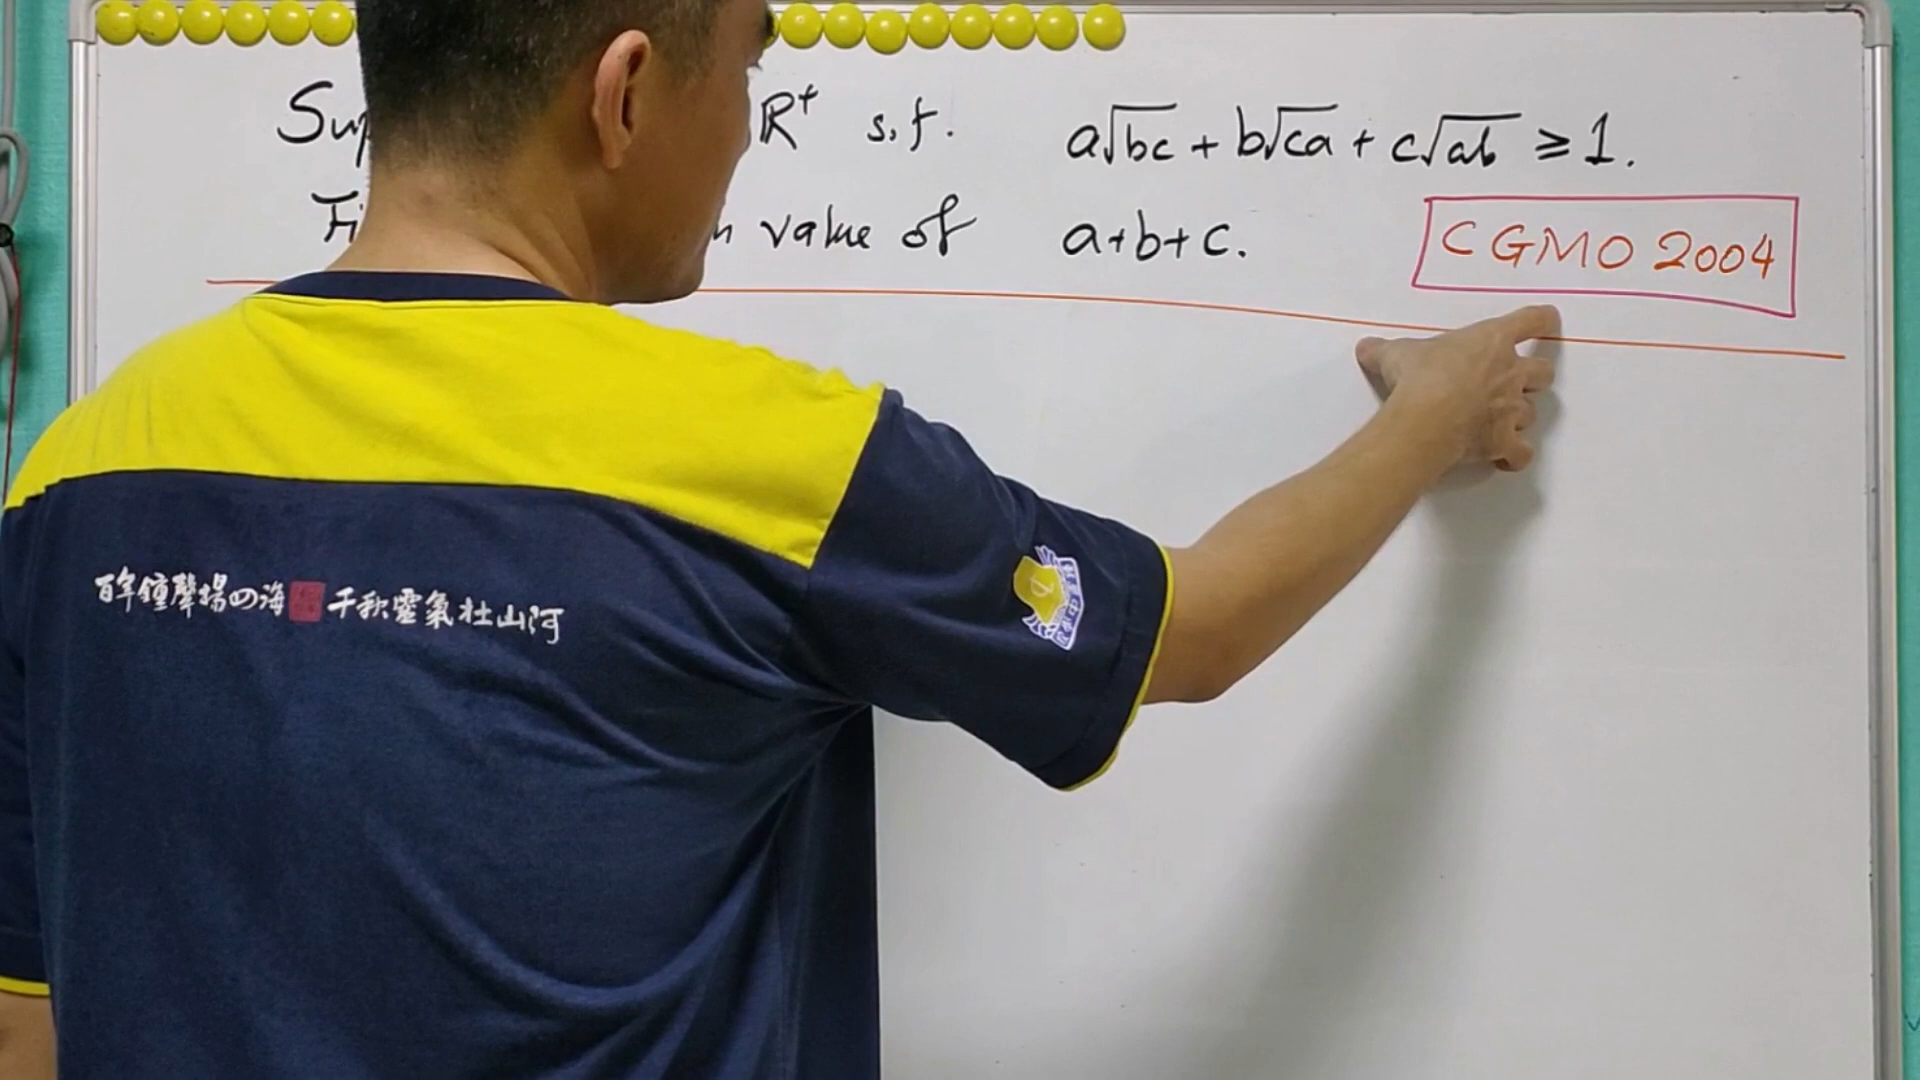 Sup R⁺ s.t. a√bc + b√ca + c√ab ≥ 1.
Fi value of a+b+c.
CGMO 2004
百年鐘聲揚四海 千秋靈氣壯山河